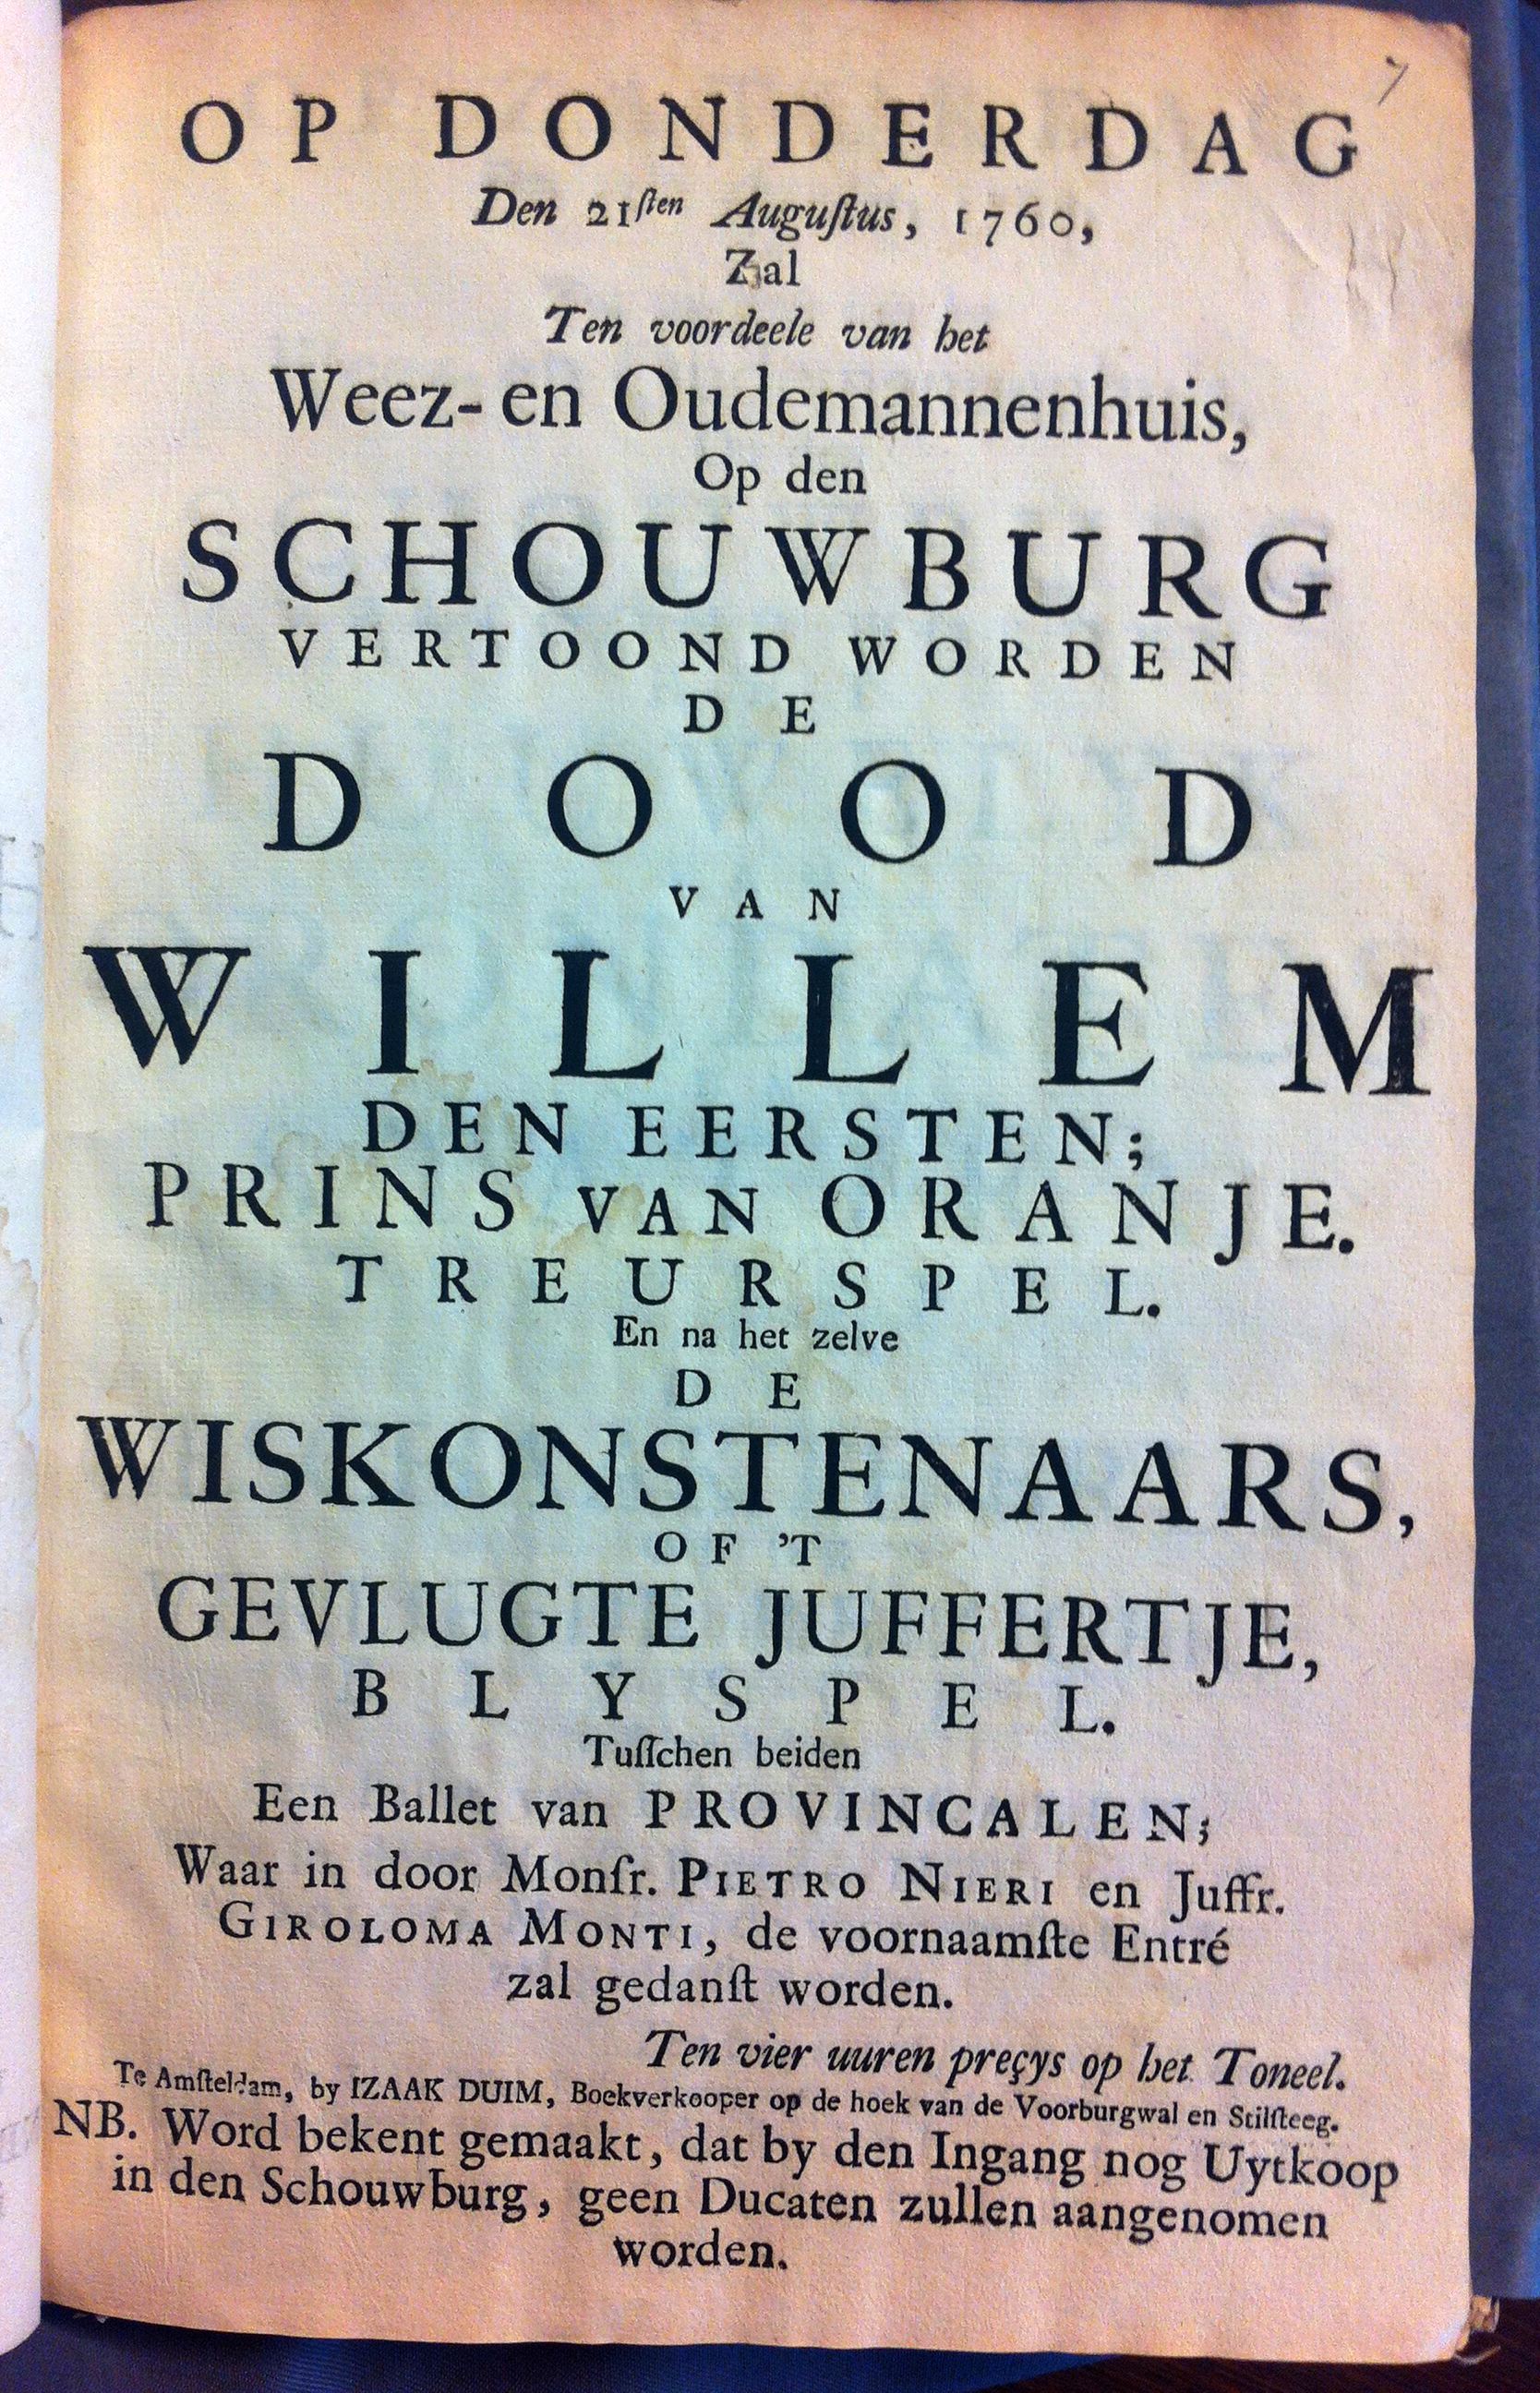 7
OP DONDERDAG
Den 21ſten Auguſtus, 1760,
Zal
Ten voordeele van het
Weez- en Oudemannenhuis,
Op den
SCHOUWBURG
VERTOOND WORDEN
DE
DOOD
VAN
WILLEM
DEN EERSTEN;
PRINS VAN ORANJE.
TREURSPEL.
En na het zelve
DE
WISKONSTENAARS,
OF 'T
GEVLUGTE JUFFERTJE,
BLYSPEL.
Tuſſchen beiden
Een Ballet van PROVINCALEN;
Waar in door Monſr. PIETRO NIERI en Juffr.
GIROLOMA MONTI, de voornaamſte Entré
zal gedanſt worden.
Ten vier uuren preçys op het Toneel.
Te Amſteldam, by IZAAK DUIM, Boekverkooper op de hoek van de Voorburgwal en Stilſteeg.
NB. Word bekent gemaakt, dat by den Ingang nog Uytkoop
in den Schouwburg, geen Ducaten zullen aangenomen
worden.